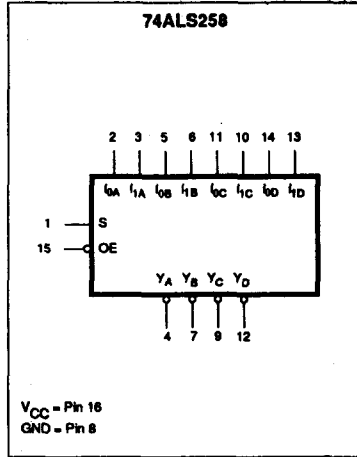 74ALS258
2 3 5 6 11 10 14 13
I0A I1A I0B I1B I0C I1C I0D I1D
1 S
15 OE
YA YB YC YD
4 7 9 12
VCC = Pin 16
GND = Pin 8